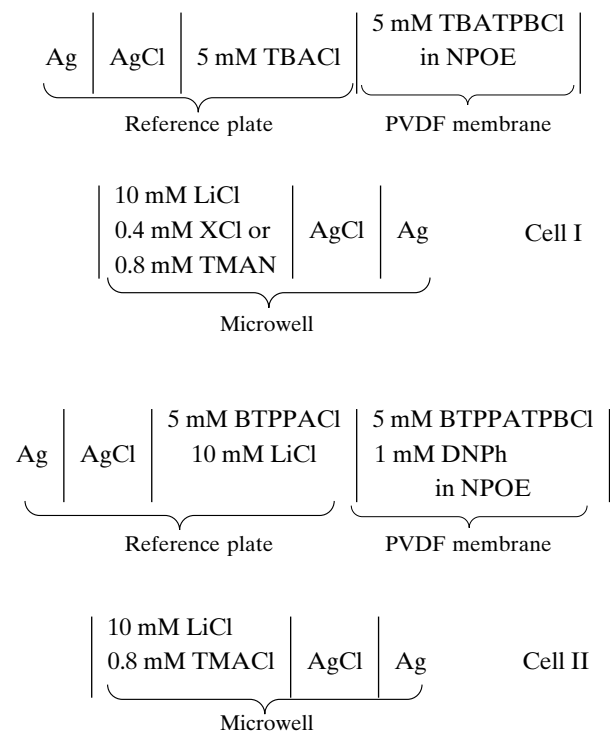 5 mM TBATPBCl
Ag AgCl 5 mM TBACl in NPOE
Reference plate PVDF membrane
10 mM LiCl
0.4 mM XCl or AgCl Ag Cell I
0.8 mM TMAN
Microwell
5 mM BTPPACl 5 mM BTPPATPBCl
Ag AgCl 10 mM LiCl 1 mM DNPh
in NPOE
Reference plate PVDF membrane
10 mM LiCl
0.8 mM TMACl AgCl Ag Cell II
Microwell